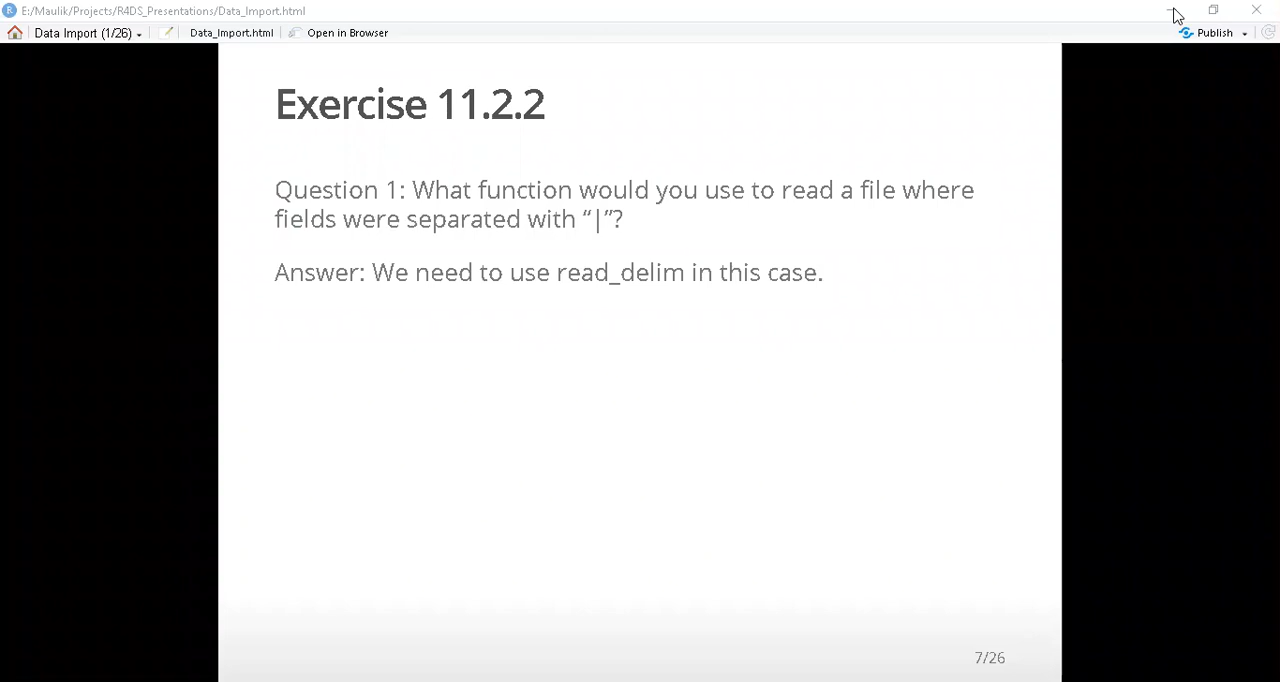 E:/Maulik/Projects/R4DS_Presentations/Data_Import.html
Data Import (1/26) Data_Import.html Open in Browser Publish
Exercise 11.2.2
Question 1: What function would you use to read a file where
fields were separated with “|”?
Answer: We need to use read_delim in this case.
7/26